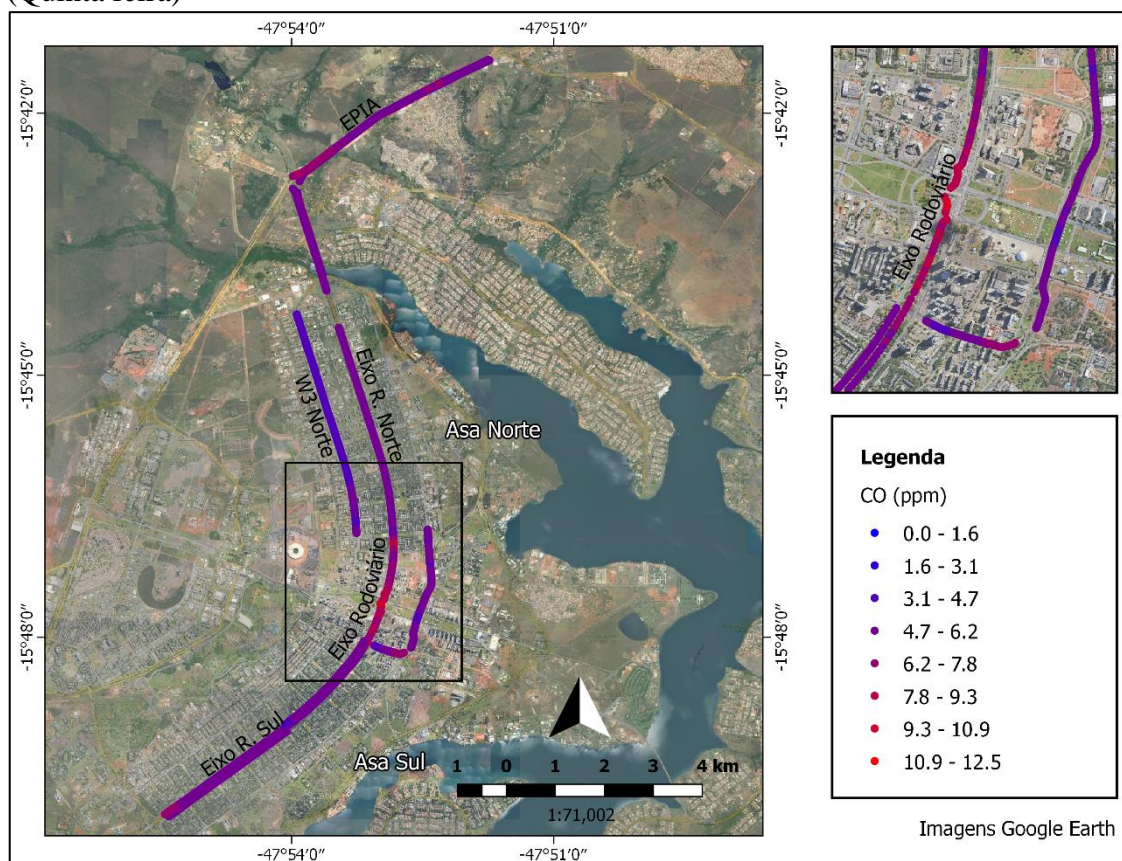 (Quinta feira)
-47°54′0″
-47°51′0″
-15°42′0″
-15°42′0″
EPIA
Eixo Rodoviário
-15°45′0″
-15°45′0″
W3 Norte
Eixo R. Norte
Asa Norte
Eixo Rodoviário
-15°48′0″
-15°48′0″
Eixo R. Sul
Asa Sul
1 0 1 2 3 4 km
1:71,002
-47°54′0″
-47°51′0″
Legenda
CO (ppm)
0.0 - 1.6
1.6 - 3.1
3.1 - 4.7
4.7 - 6.2
6.2 - 7.8
7.8 - 9.3
9.3 - 10.9
10.9 - 12.5
Imagens Google Earth